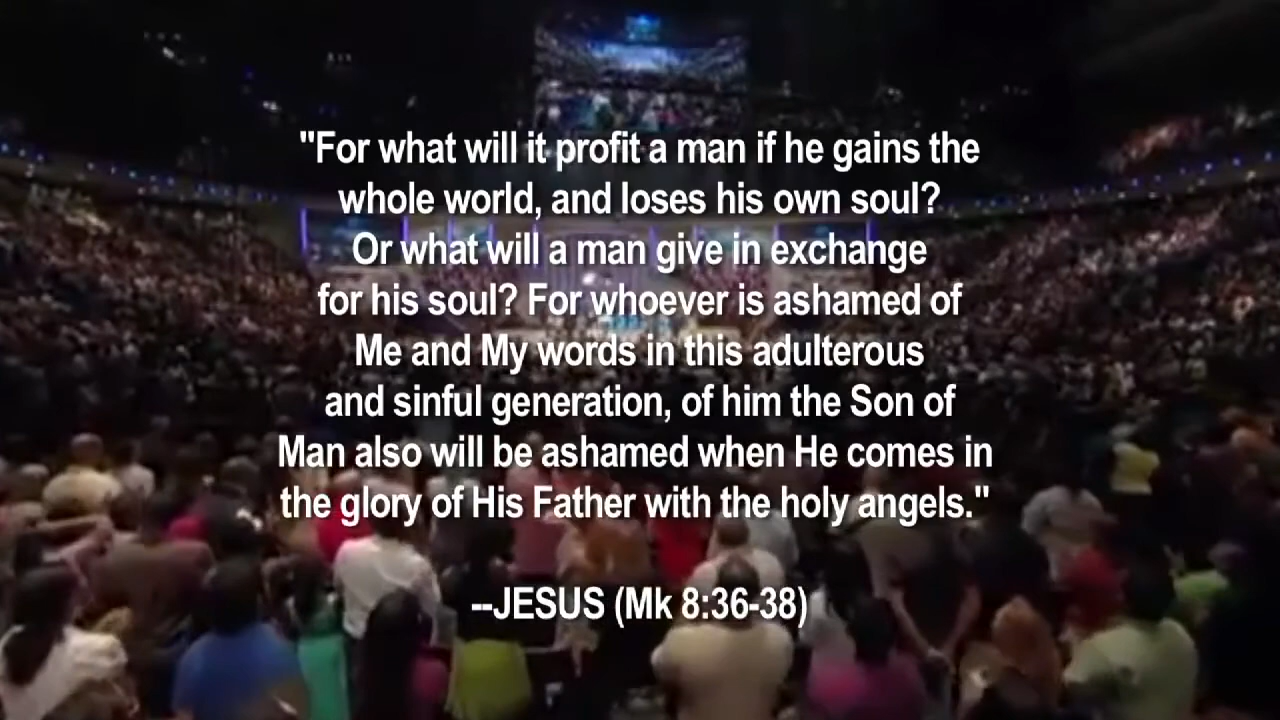 "For what will it profit a man if he gains the
whole world, and loses his own soul?
Or what will a man give in exchange
for his soul? For whoever is ashamed of
Me and My words in this adulterous
and sinful generation, of him the Son of
Man also will be ashamed when He comes in
the glory of His Father with the holy angels."
--JESUS (Mk 8:36-38)